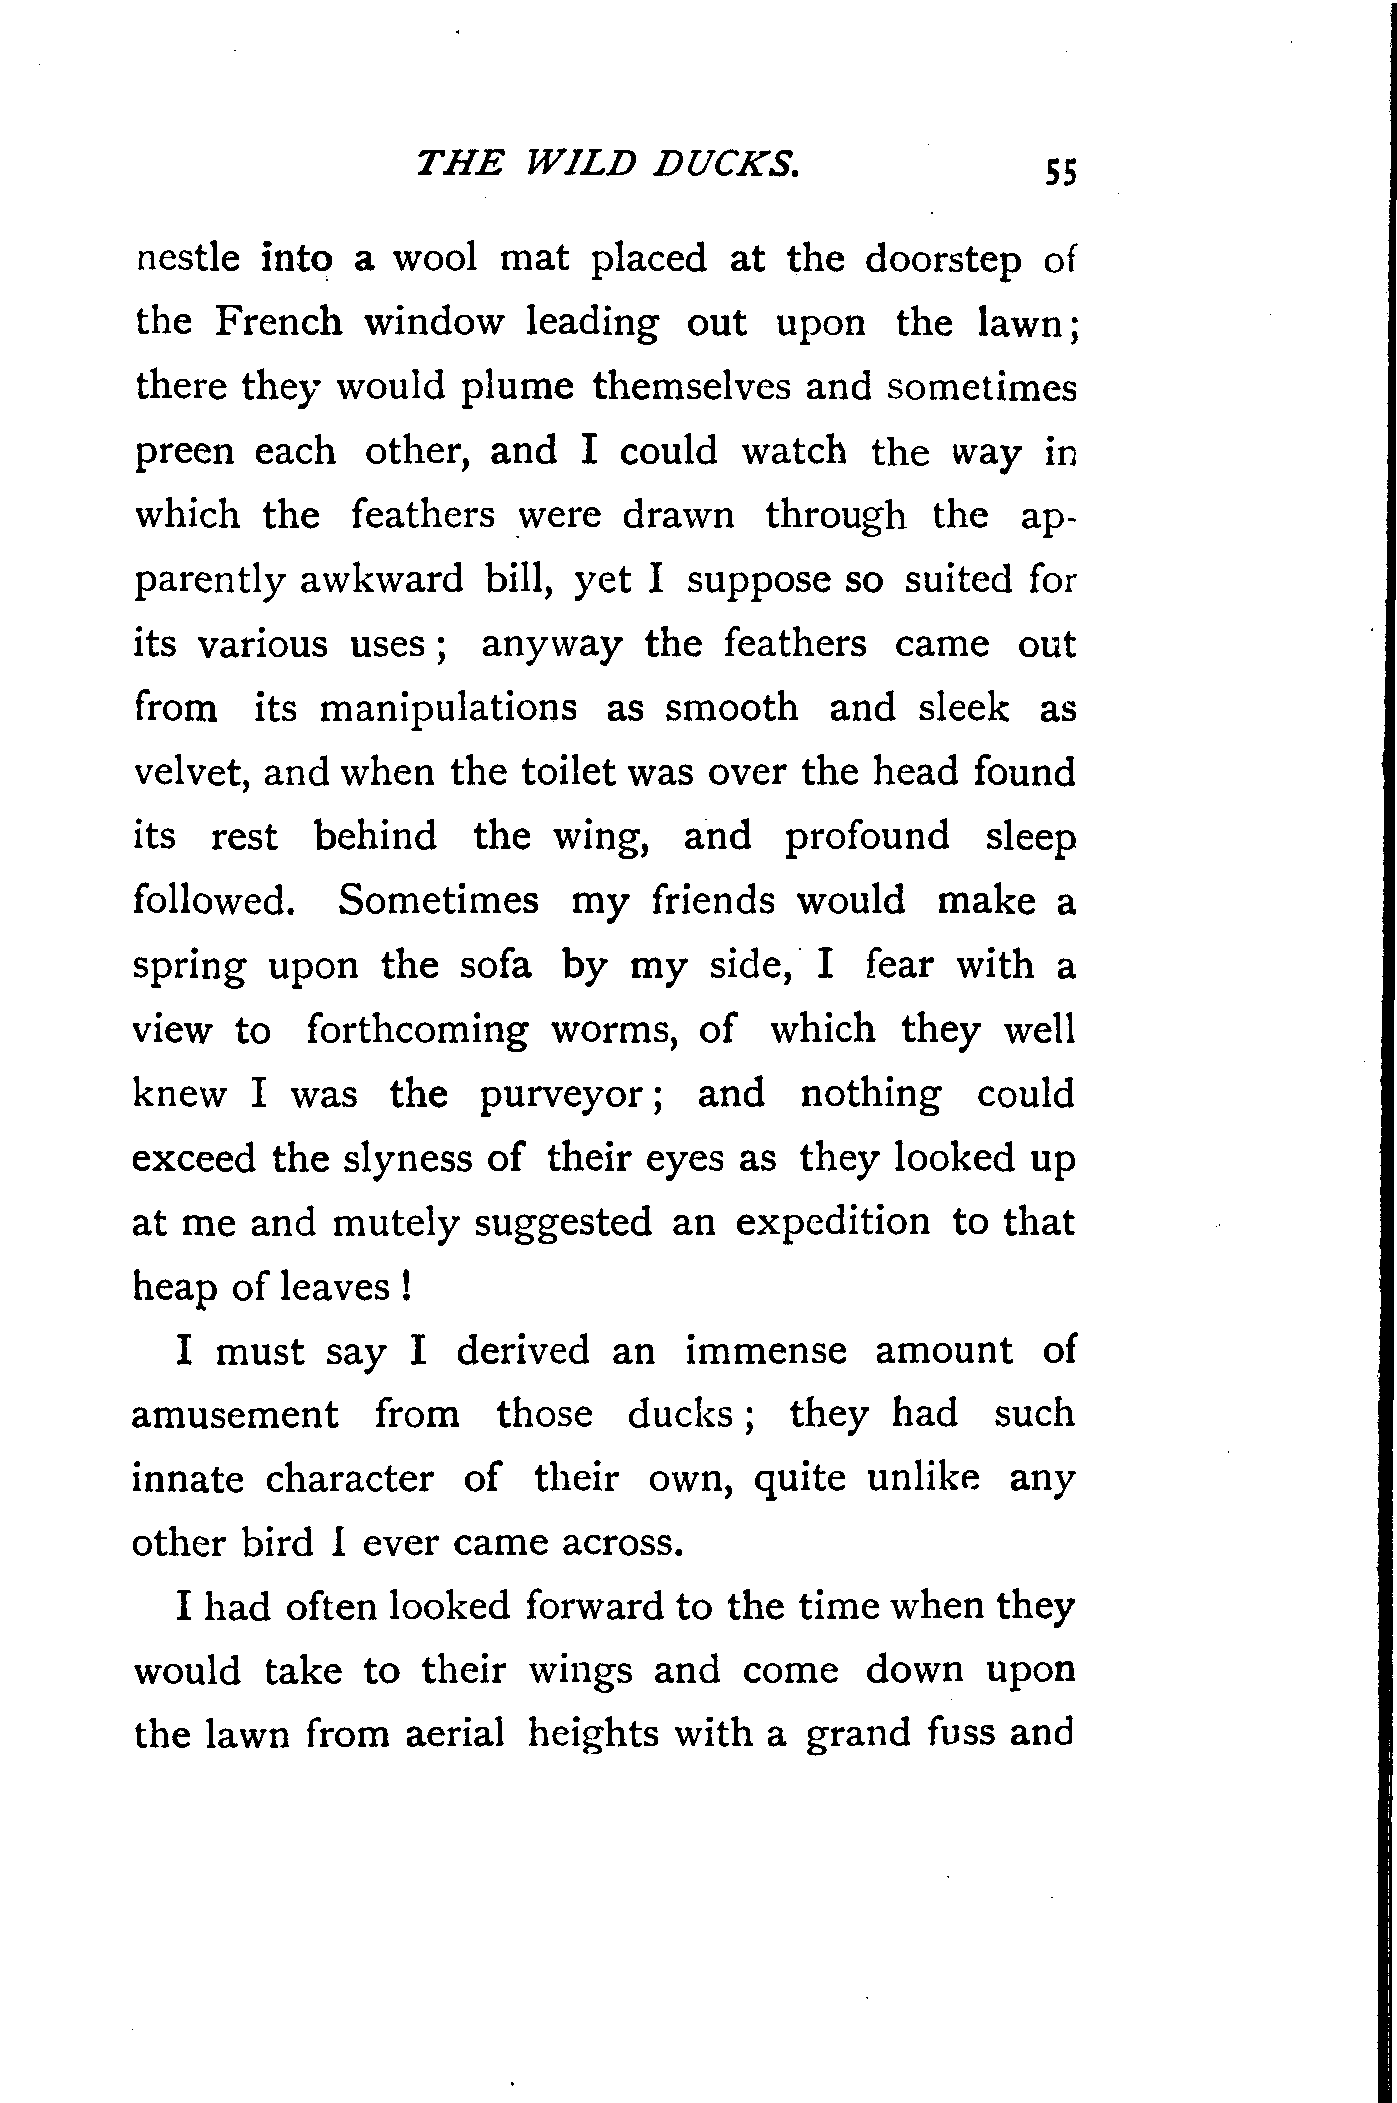 THE WILD DUCKS. 55
nestle into a wool mat placed at the doorstep of
the French window leading out upon the lawn;
there they would plume themselves and sometimes
preen each other, and I could watch the way in
which the feathers were drawn through the ap-
parently awkward bill, yet I suppose so suited for
its various uses ; anyway the feathers came out
from its manipulations as smooth and sleek as
velvet, and when the toilet was over the head found
its rest behind the wing, and profound sleep
followed. Sometimes my friends would make a
spring upon the sofa by my side, I fear with a
view to forthcoming worms, of which they well
knew I was the purveyor ; and nothing could
exceed the slyness of their eyes as they looked up
at me and mutely suggested an expedition to that
heap of leaves !
I must say I derived an immense amount of
amusement from those ducks ; they had such
innate character of their own, quite unlike any
other bird I ever came across.
I had often looked forward to the time when they
would take to their wings and come down upon
the lawn from aerial heights with a grand fuss and